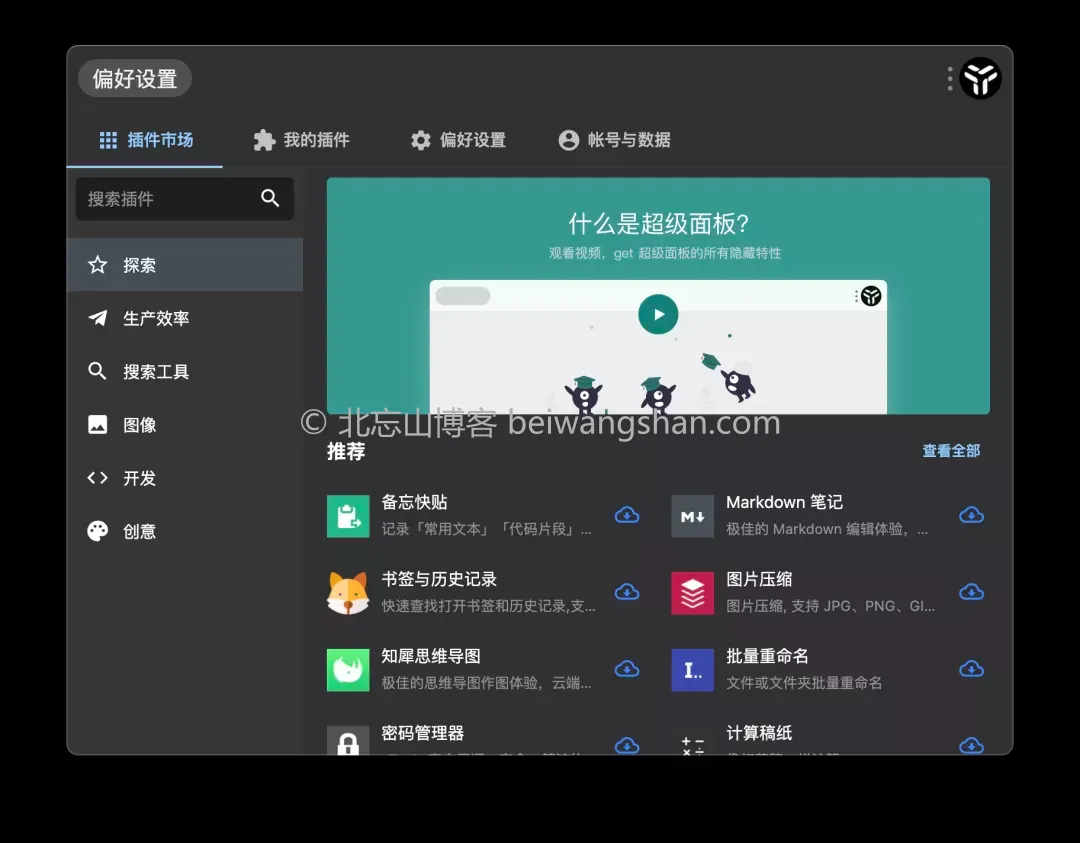 偏好设置
插件市场
我的插件
偏好设置
帐号与数据
搜索插件
探索
生产效率
搜索工具
图像
开发
创意
什么是超级面板?
观看视频，get 超级面板的所有隐藏特性
© 北忘山博客 beiwangshan.com
推荐
查看全部
备忘快贴
记录「常用文本」「代码片段」...
Markdown 笔记
极佳的 Markdown 编辑体验，...
书签与历史记录
快速查找打开书签和历史记录,支...
图片压缩
图片压缩, 支持 JPG、PNG、GI...
知犀思维导图
极佳的思维导图作图体验，云端...
批量重命名
文件或文件夹批量重命名
密码管理器
计算稿纸